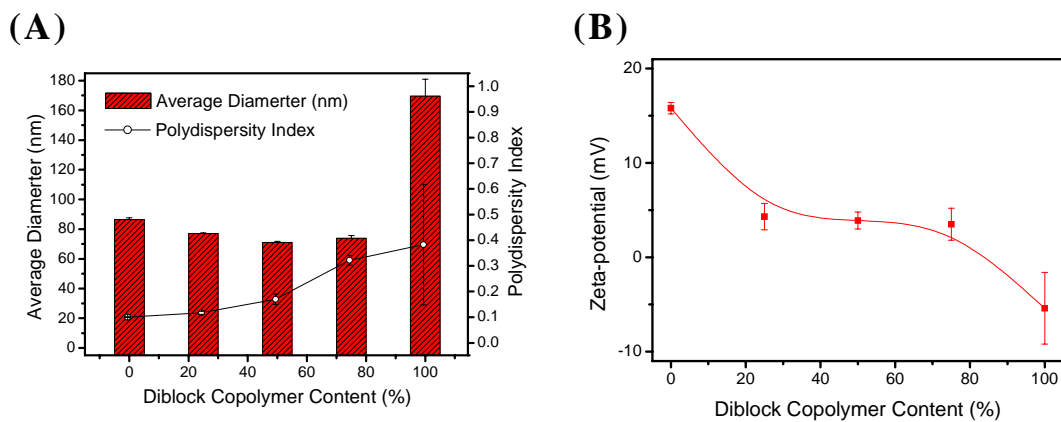 (A)
180
160
140
120
100
80
60
40
20
0
Average Diamerter (nm)
Average Diamerter (nm)
Polydispersity Index
1.0
0.9
0.8
0.7
0.6
0.5
0.4
0.3
0.2
0.1
0.0
Polydispersity Index
0 20 40 60 80 100
Diblock Copolymer Content (%)
(B)
20
10
0
-10
Zeta-potential (mV)
0 20 40 60 80 100
Diblock Copolymer Content (%)